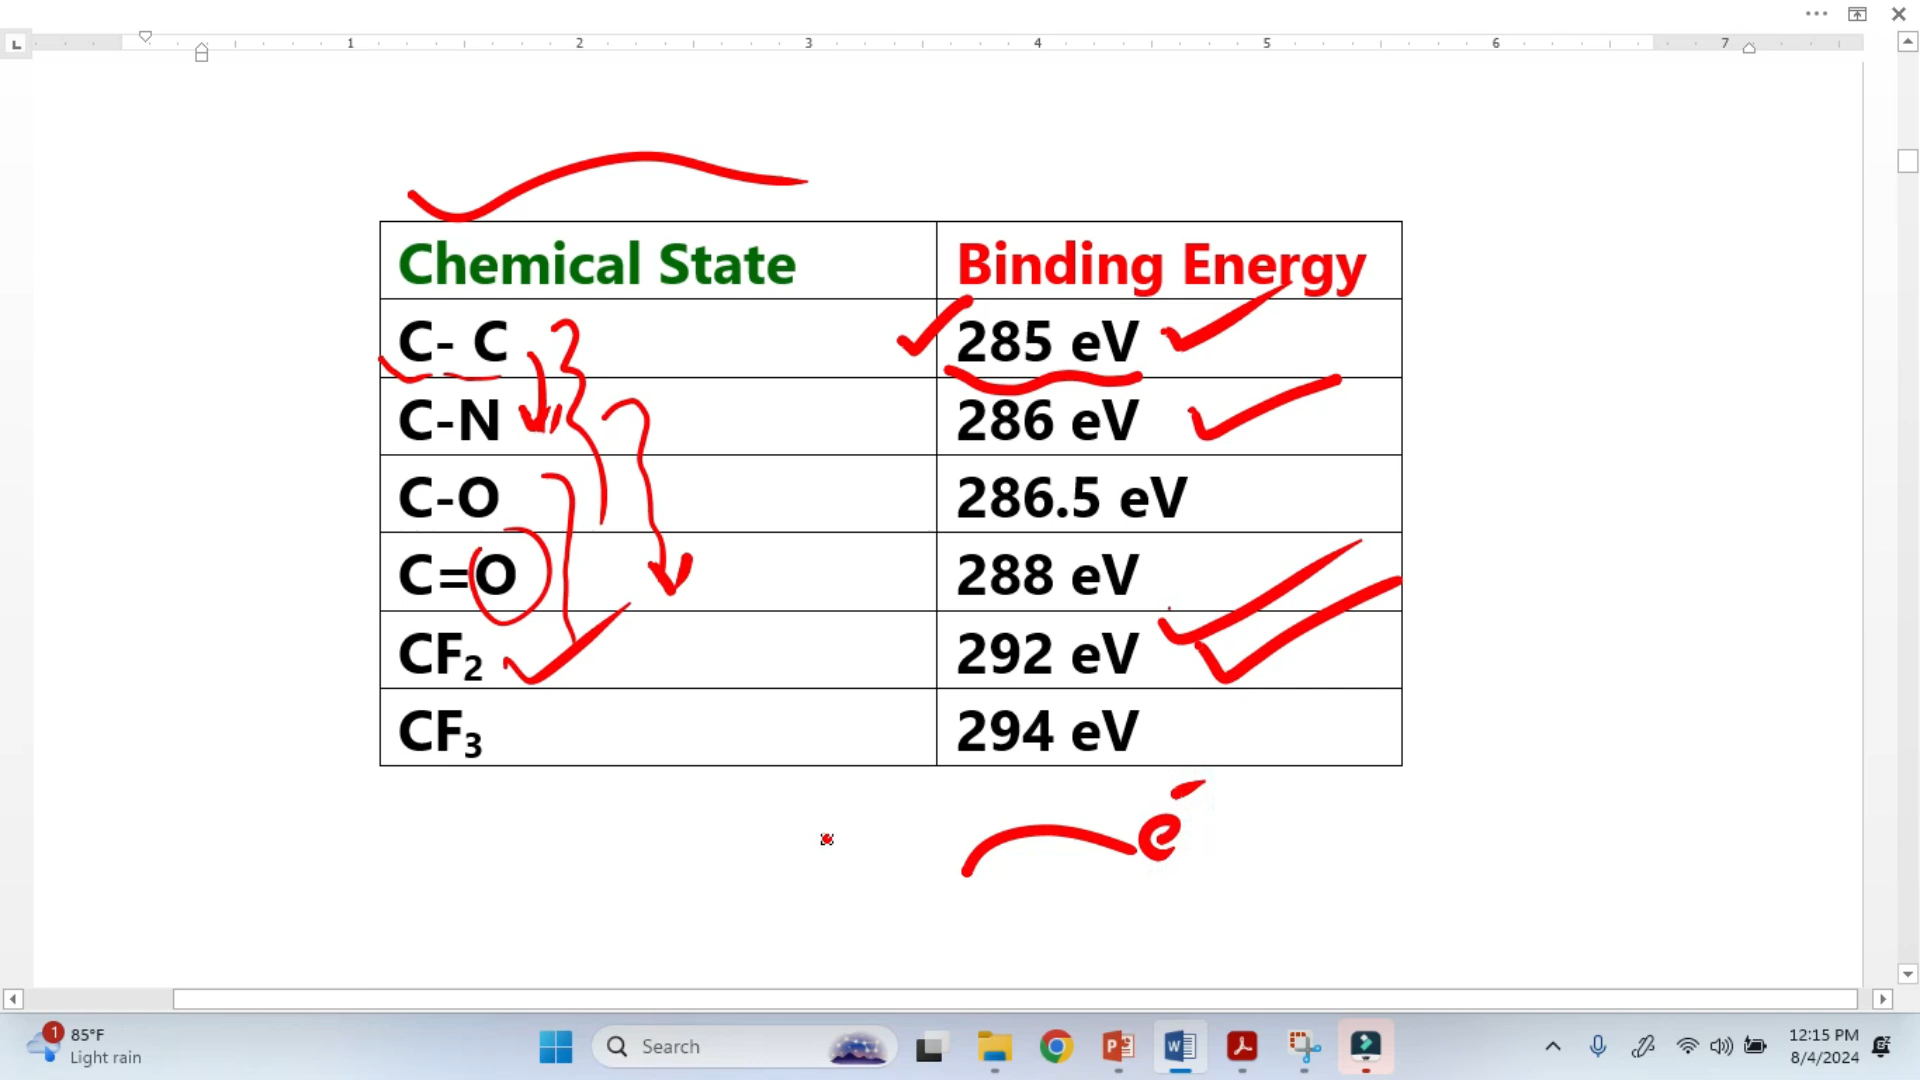 1 2 3 4 5 6 7
Chemical State Binding Energy
C- C 285 eV
C-N 286 eV
C-O 286.5 eV
C=O 288 eV
CF₂ 292 eV
CF₃ 294 eV
e
1 85°F
Light rain
Search
12:15 PM
8/4/2024